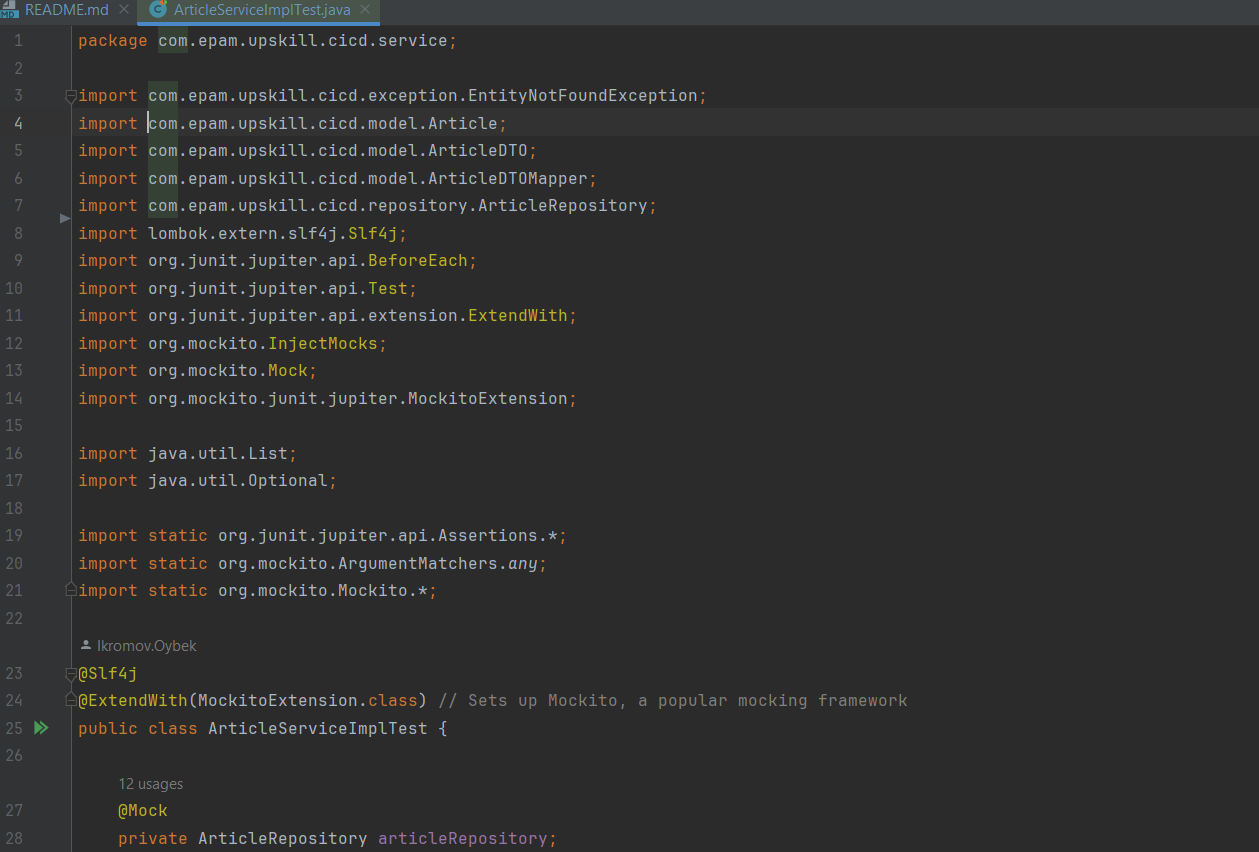 README.md ArticleServiceImplTest.java
1 package com.epam.upskill.cicd.service;
2
3 import com.epam.upskill.cicd.exception.EntityNotFoundException;
4 import com.epam.upskill.cicd.model.Article;
5 import com.epam.upskill.cicd.model.ArticleDTO;
6 import com.epam.upskill.cicd.model.ArticleDTOMapper;
7 import com.epam.upskill.cicd.repository.ArticleRepository;
8 import lombok.extern.slf4j.Slf4j;
9 import org.junit.jupiter.api.BeforeEach;
10 import org.junit.jupiter.api.Test;
11 import org.junit.jupiter.api.extension.ExtendWith;
12 import org.mockito.InjectMocks;
13 import org.mockito.Mock;
14 import org.mockito.junit.jupiter.MockitoExtension;
15
16 import java.util.List;
17 import java.util.Optional;
18
19 import static org.junit.jupiter.api.Assertions.*;
20 import static org.mockito.ArgumentMatchers.any;
21 import static org.mockito.Mockito.*;
22
Ikromov.Oybek
23 @Slf4j
24 @ExtendWith(MockitoExtension.class) // Sets up Mockito, a popular mocking framework
25 public class ArticleServiceImplTest {
26
12 usages
27 @Mock
28 private ArticleRepository articleRepository;